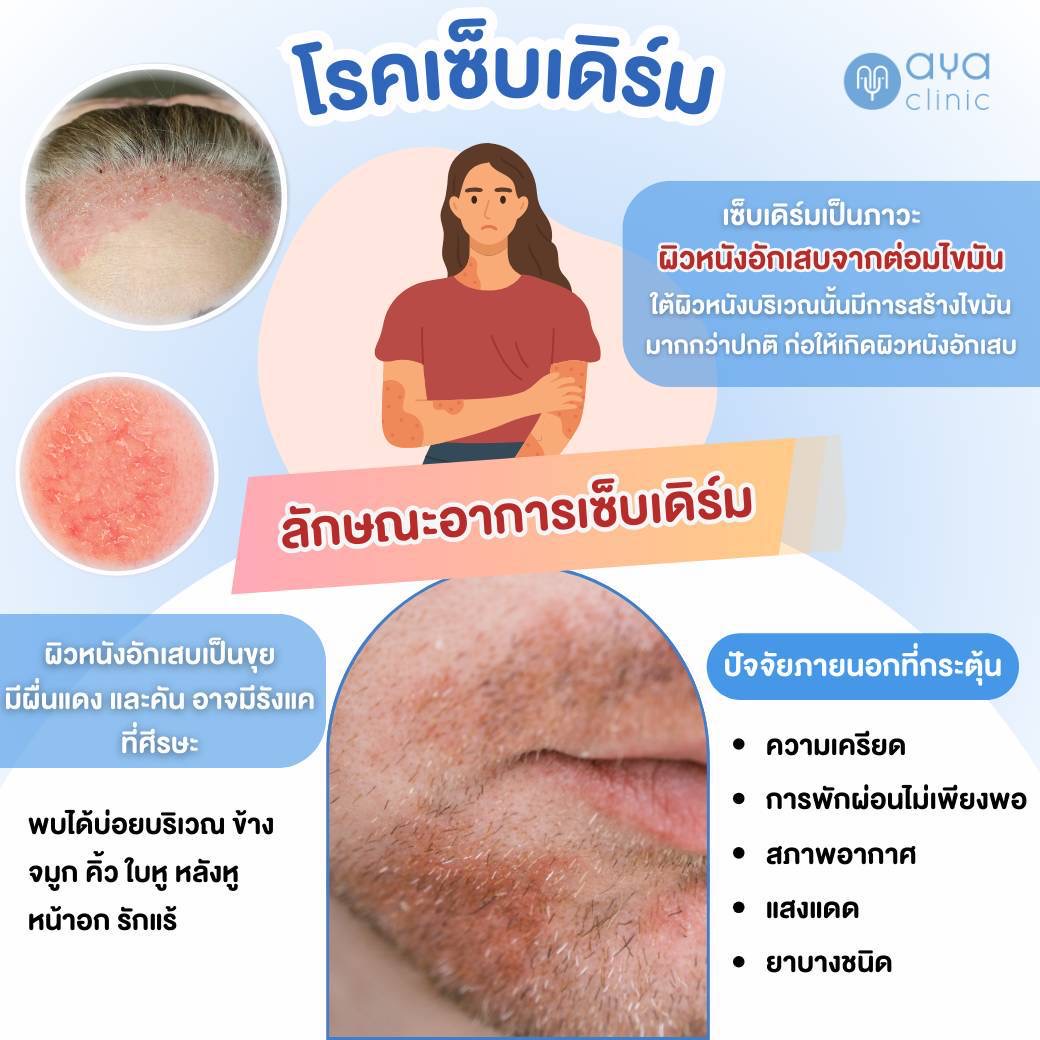 โรคเซ็บเดิร์ม
aya
clinic
เซ็บเดิร์มเป็นภาวะ
ผิวหนังอักเสบจากต่อมไขมัน
ใต้ผิวหนังบริเวณนั้นมีการสร้างไขมัน
มากกว่าปกติ ก่อให้เกิดผิวหนังอักเสบ
ลักษณะอาการเซ็บเดิร์ม
ผิวหนังอักเสบเป็นขุย
มีผื่นแดง และคัน อาจมีรังแค
ที่ศีรษะ
พบได้บ่อยบริเวณ ข้าง
จมูก คิ้ว ใบหู หลังหู
หน้าอก รักแร้
ปัจจัยภายนอกที่กระตุ้น
• ความเครียด
• การพักผ่อนไม่เพียงพอ
• สภาพอากาศ
• แสงแดด
• ยาบางชนิด